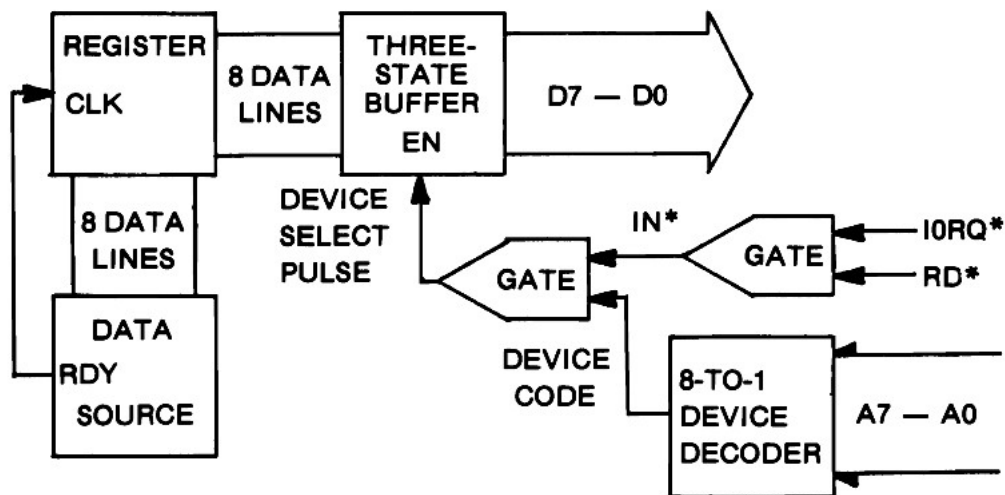 REGISTER
CLK
8 DATA
LINES
THREE-
STATE
BUFFER
EN
D7 — D0
8 DATA
LINES
DEVICE
SELECT
PULSE
IN*
GATE
GATE
I0RQ*
RD*
DATA
RDY
SOURCE
DEVICE
CODE
8-TO-1
DEVICE
DECODER
A7 — A0